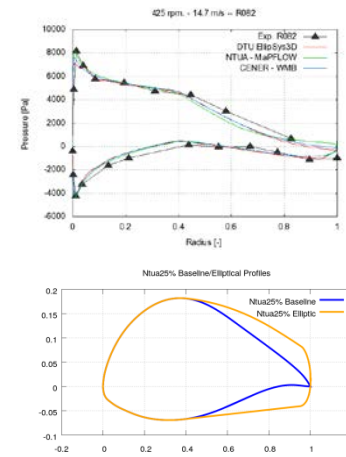 425 rpm. - 14.7 m/s -- R082
Exp. R082
DTU EllipSys3D
NTUA - MaPFLOW
CENER - WMB
Pressure [Pa]
10000
8000
6000
4000
2000
0
-2000
-4000
-6000
0 0.2 0.4 0.6 0.8 1
Radius [-]
Ntua25% Baseline/Elliptical Profiles
Ntua25% Baseline
Ntua25% Elliptic
0.2
0.15
0.1
0.05
0
-0.05
-0.1
-0.2 0 0.2 0.4 0.6 0.8 1